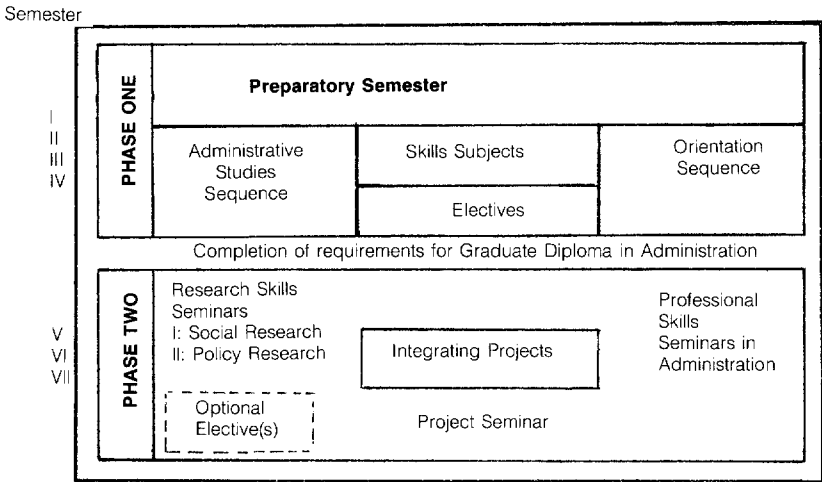 Semester
I
II
III
IV
PHASE ONE
Preparatory Semester
Administrative
Studies
Sequence
Skills Subjects
Electives
Orientation
Sequence
Completion of requirements for Graduate Diploma in Administration
V
VI
VII
PHASE TWO
Research Skills
Seminars
I: Social Research
II: Policy Research
Optional
Elective(s)
Integrating Projects
Project Seminar
Professional
Skills
Seminars in
Administration